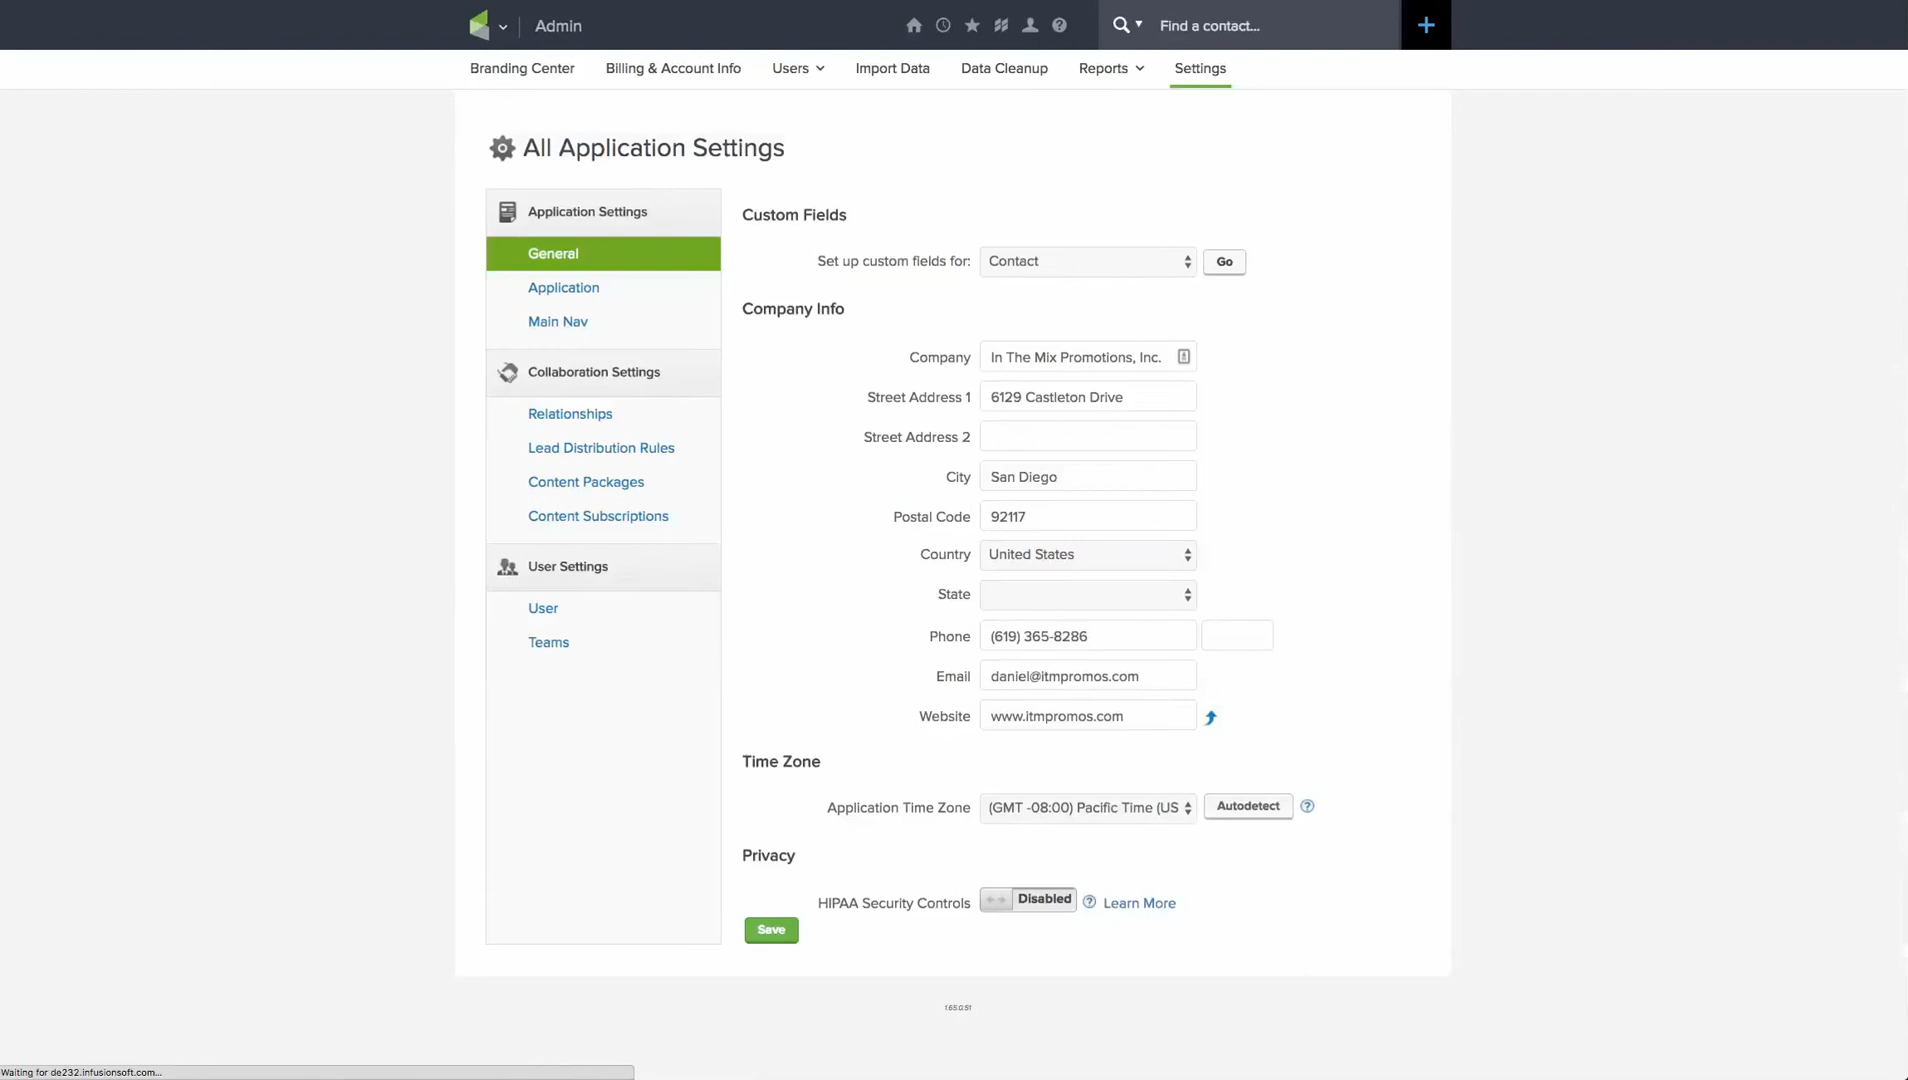 Admin
Find a contact...
Branding Center Billing & Account Info Users Import Data Data Cleanup Reports Settings
All Application Settings
Application Settings
General
Application
Main Nav
Collaboration Settings
Relationships
Lead Distribution Rules
Content Packages
Content Subscriptions
User Settings
User
Teams
Custom Fields
Set up custom fields for: Contact Go
Company Info
Company In The Mix Promotions, Inc.
Street Address 1 6129 Castleton Drive
Street Address 2
City San Diego
Postal Code 92117
Country United States
State
Phone (619) 365-8286
Email daniel@itmpromos.com
Website www.itmpromos.com
Time Zone
Application Time Zone (GMT -08:00) Pacific Time (US Autodetect
Privacy
HIPAA Security Controls Disabled Learn More
Save
1.65.0.51
Waiting for de232.infusionsoft.com...